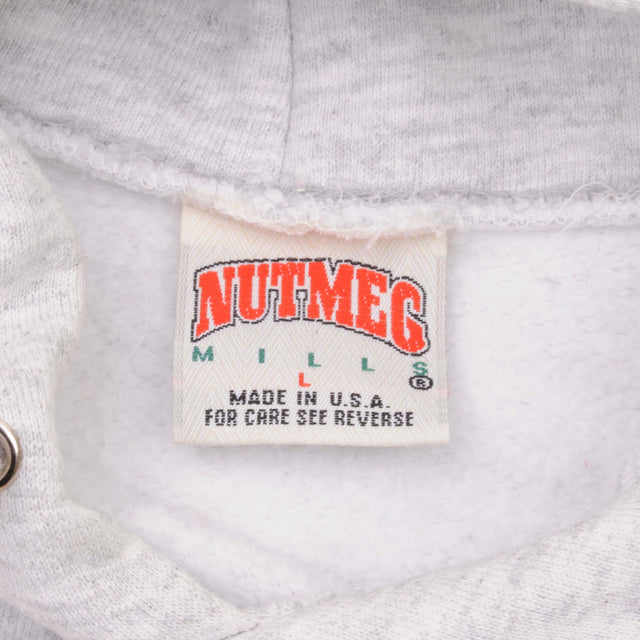 NUTMEG
MILLS
®
L
MADE IN U.S.A.
FOR CARE SEE REVERSE